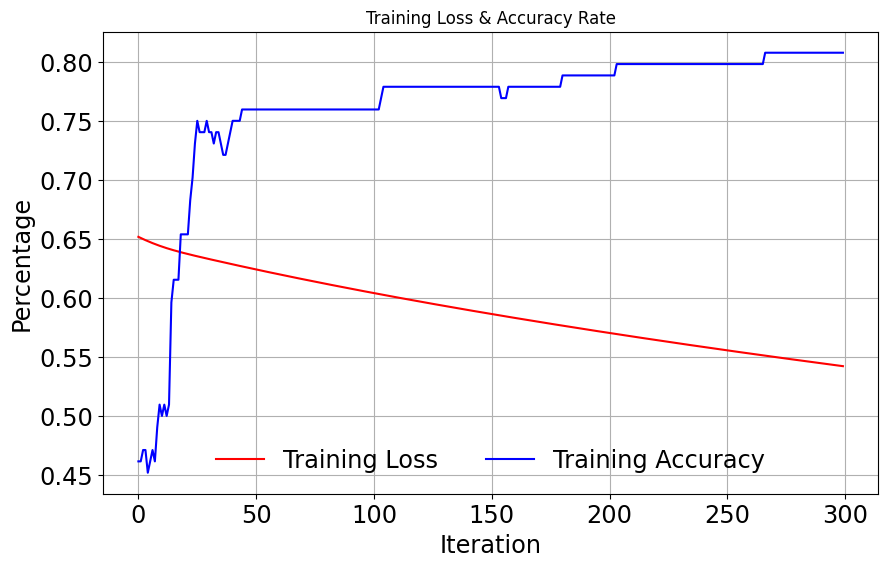 Training Loss & Accuracy Rate
0.80
0.75
0.70
0.65
0.60
0.55
0.50
0.45
Percentage
Training Loss
Training Accuracy
0 50 100 150 200 250 300
Iteration